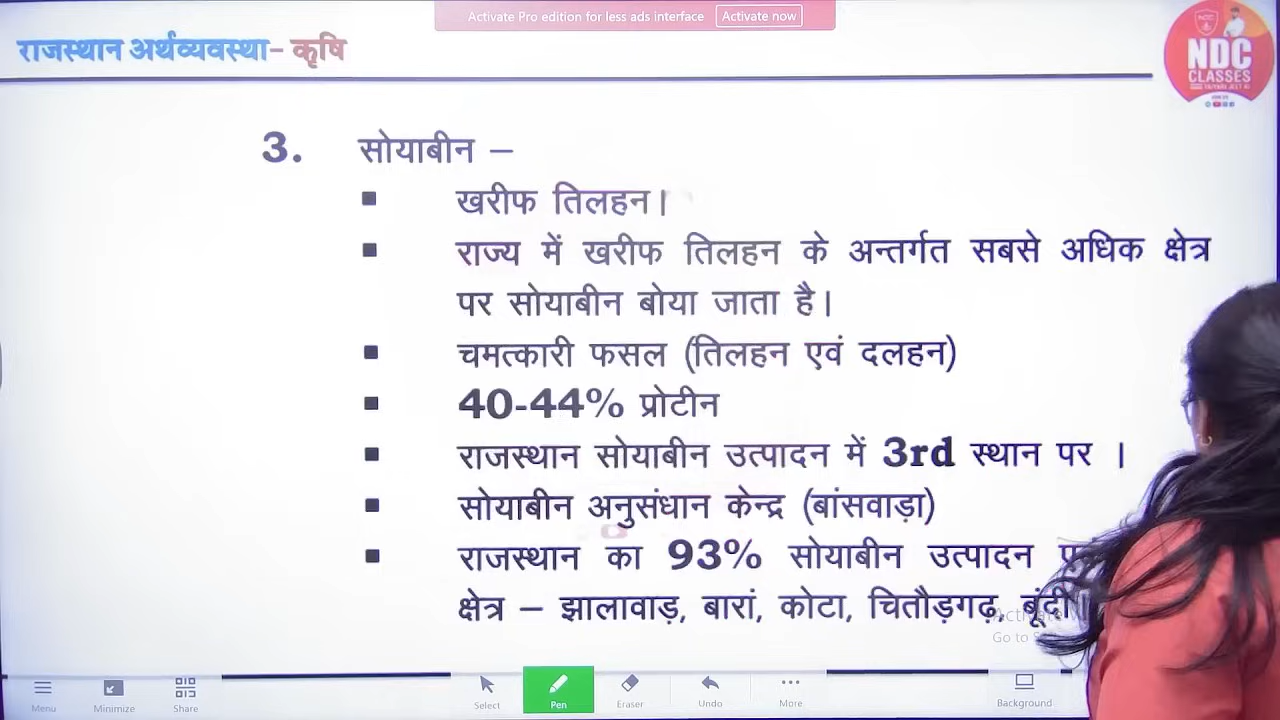 Activate Pro edition for less ads interface Activate now
राजस्थान अर्थव्यवस्था- कृषि
NDC
CLASSES
3. सोयाबीन –
▪ खरीफ तिलहन।
▪ राज्य में खरीफ तिलहन के अन्तर्गत सबसे अधिक क्षेत्र
पर सोयाबीन बोया जाता है।
▪ चमत्कारी फसल (तिलहन एवं दलहन)
▪ 40-44% प्रोटीन
▪ राजस्थान सोयाबीन उत्पादन में 3rd स्थान पर ।
▪ सोयाबीन अनुसंधान केन्द्र (बांसवाड़ा)
▪ राजस्थान का 93% सोयाबीन उत्पादन
क्षेत्र – झालावाड़, बारां, कोटा, चितौड़गढ़, बूंदी
Go to
Menu Minimize Share Select Pen Eraser Undo More Background